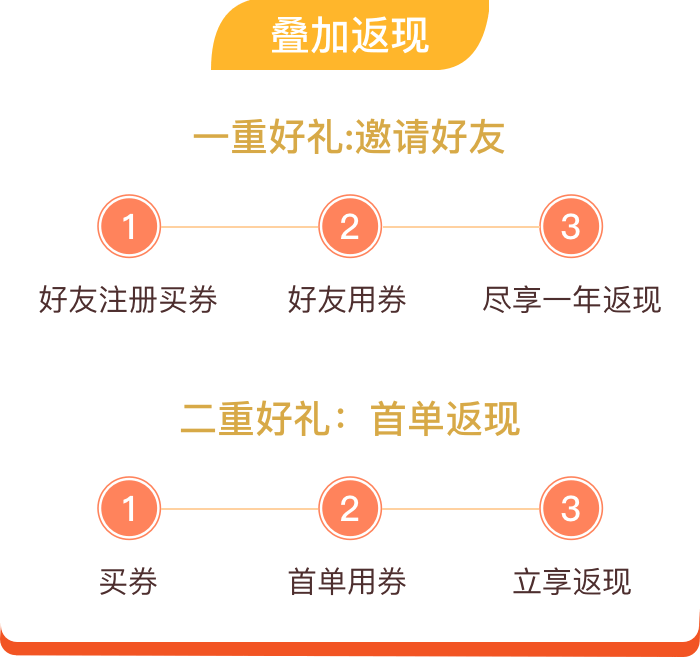 叠加返现
一重好礼:邀请好友
1 2 3
好友注册买券 好友用券 尽享一年返现
二重好礼：首单返现
1 2 3
买券 首单用券 立享返现